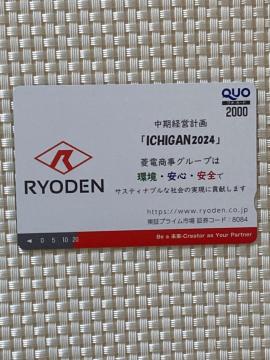 QUO
クオ・カード
2000
中期経営計画
「ICHIGAN2024」
菱電商事グループは
環境・安心・安全で
サスティナブルな社会の実現に貢献します
RYODEN
https://www.ryoden.co.jp
東証プライム市場 証券コード：8084
Be a 未来-Creator as Your Partner
◀ 0 5 10 20